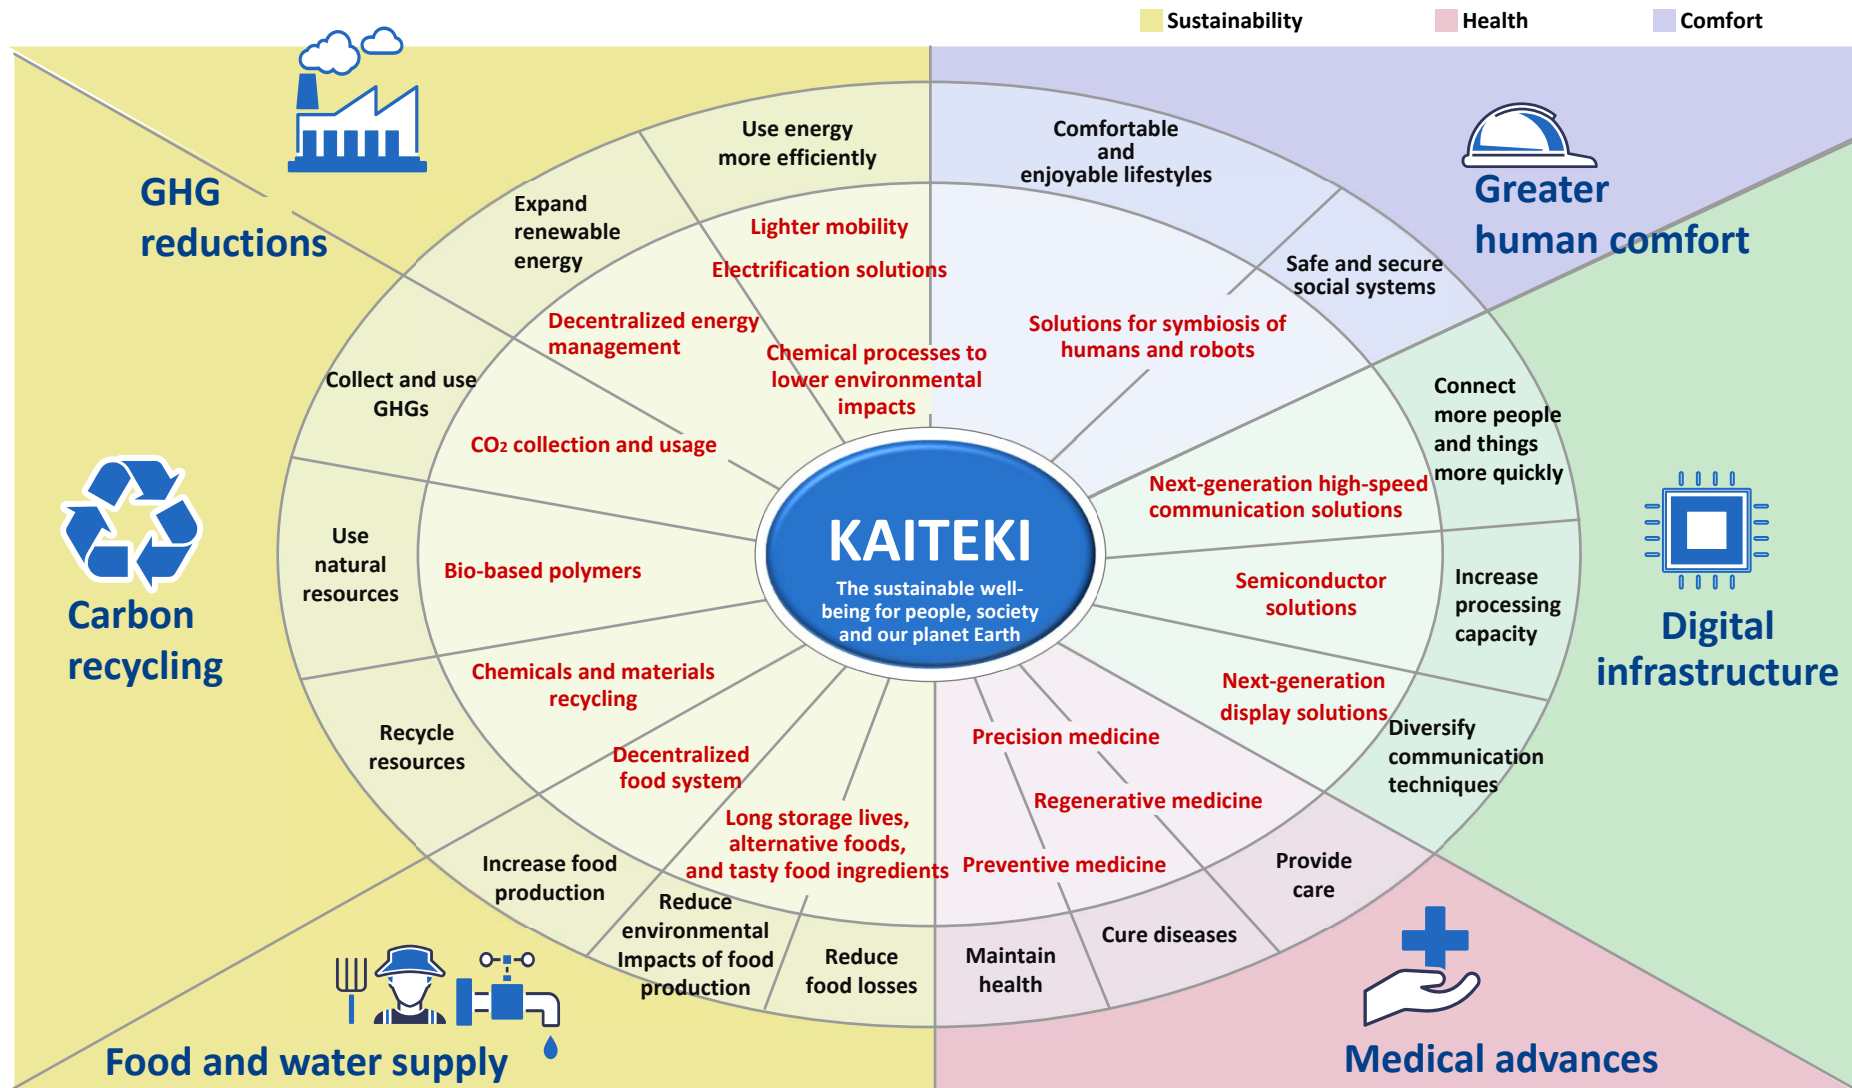 Sustainability
Health
Comfort
GHG
reductions
Use energy
more efficiently
Expand
renewable
energy
Lighter mobility
Electrification solutions
Decentralized energy
management
Chemical processes to
lower environmental
impacts
Comfortable
and
enjoyable lifestyles
Safe and secure
social systems
Solutions for symbiosis of
humans and robots
Greater
human comfort
Carbon
recycling
Collect and use
GHGs
CO₂ collection and usage
Use
natural
resources
Bio-based polymers
Recycle
resources
Chemicals and materials
recycling
KAITEKI
The sustainable well-
being for people, society
and our planet Earth
Connect
more people
and things
more quickly
Next-generation high-speed
communication solutions
Increase
processing
capacity
Semiconductor
solutions
Diversify
communication
techniques
Next-generation
display solutions
Digital
infrastructure
Decentralized
food system
Long storage lives,
alternative foods,
and tasty food ingredients
Increase food
production
Reduce
environmental
Impacts of food
production
Reduce
food losses
Food and water supply
Precision medicine
Regenerative medicine
Preventive medicine
Maintain
health
Cure diseases
Provide
care
Medical advances